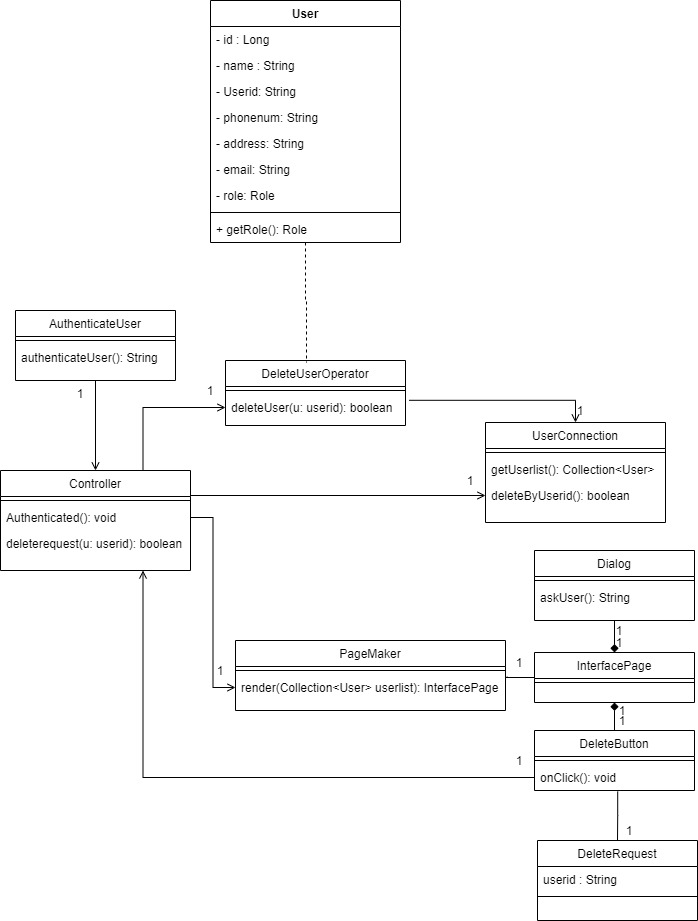 User
- id : Long
- name : String
- Userid: String
- phonenum: String
- address: String
- email: String
- role: Role
+ getRole(): Role
AuthenticateUser
authenticateUser(): String
1
DeleteUserOperator
deleteUser(u: userid): boolean
1
1
UserConnection
getUserlist(): Collection<User>
deleteByUserid(): boolean
1
Controller
Authenticated(): void
deleterequest(u: userid): boolean
Dialog
askUser(): String
1
1
PageMaker
render(Collection<User> userlist): InterfacePage
1
1
InterfacePage
1
1
DeleteButton
onClick(): void
1
1
DeleteRequest
userid : String